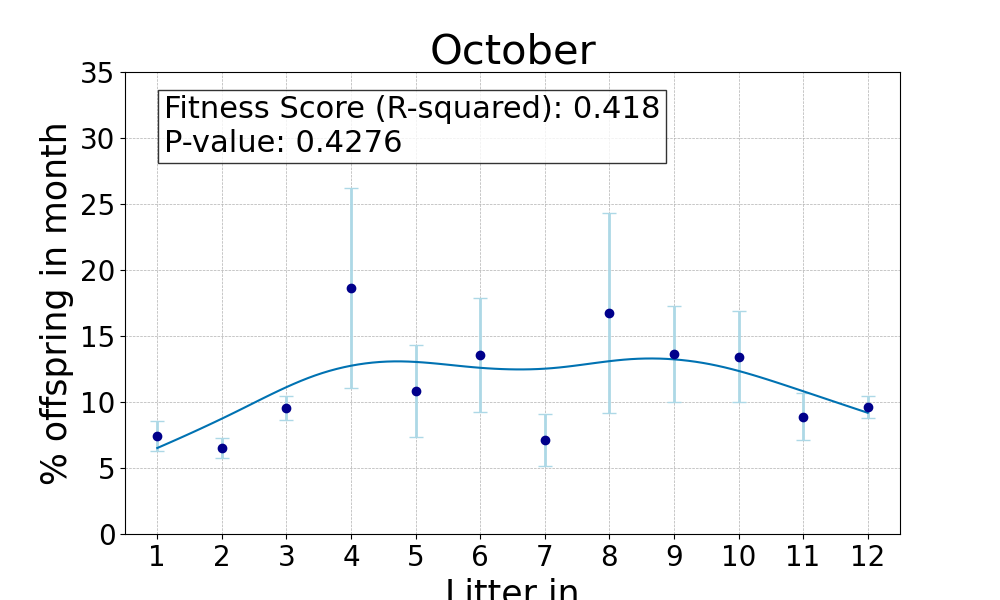 October
Fitness Score (R-squared): 0.418
P-value: 0.4276
% offspring in month
35
30
25
20
15
10
5
0
1 2 3 4 5 6 7 8 9 10 11 12
Litter in